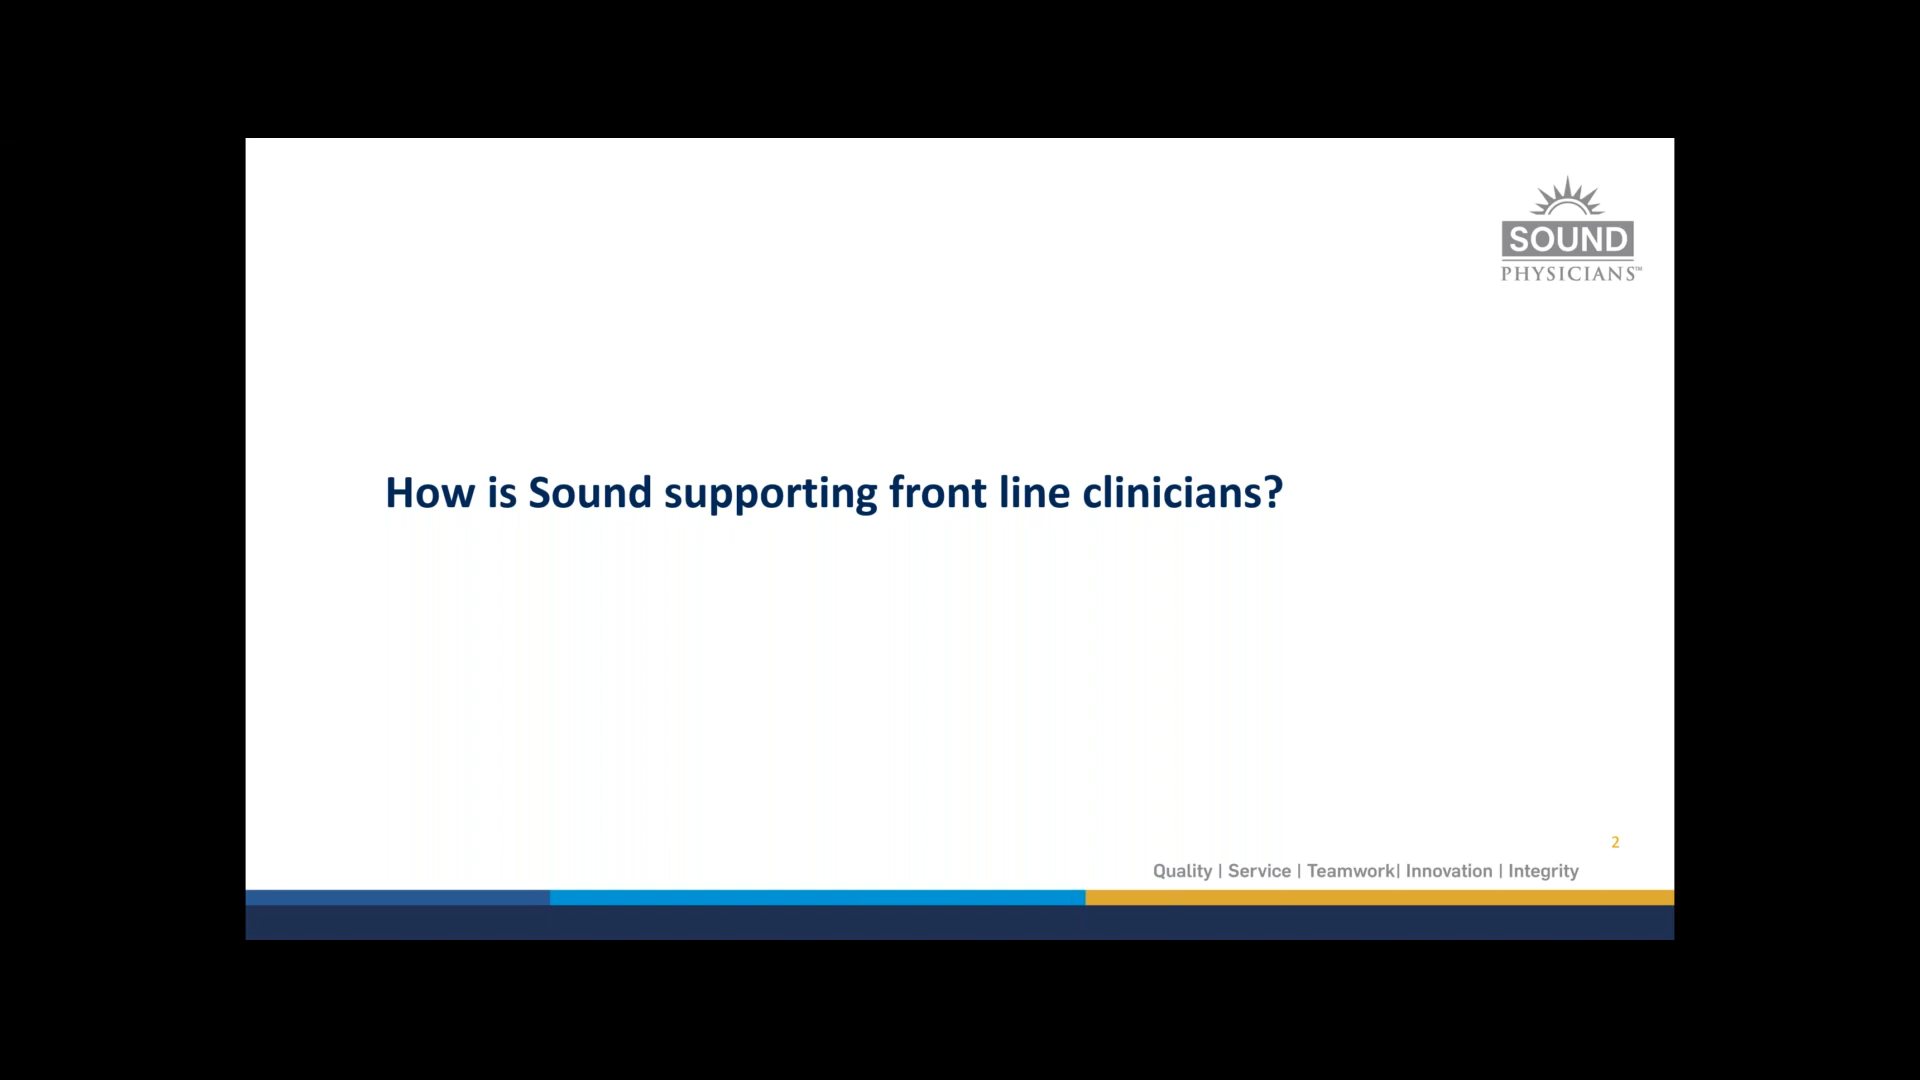 SOUND
PHYSICIANS™
How is Sound supporting front line clinicians?
2
Quality | Service | Teamwork| Innovation | Integrity